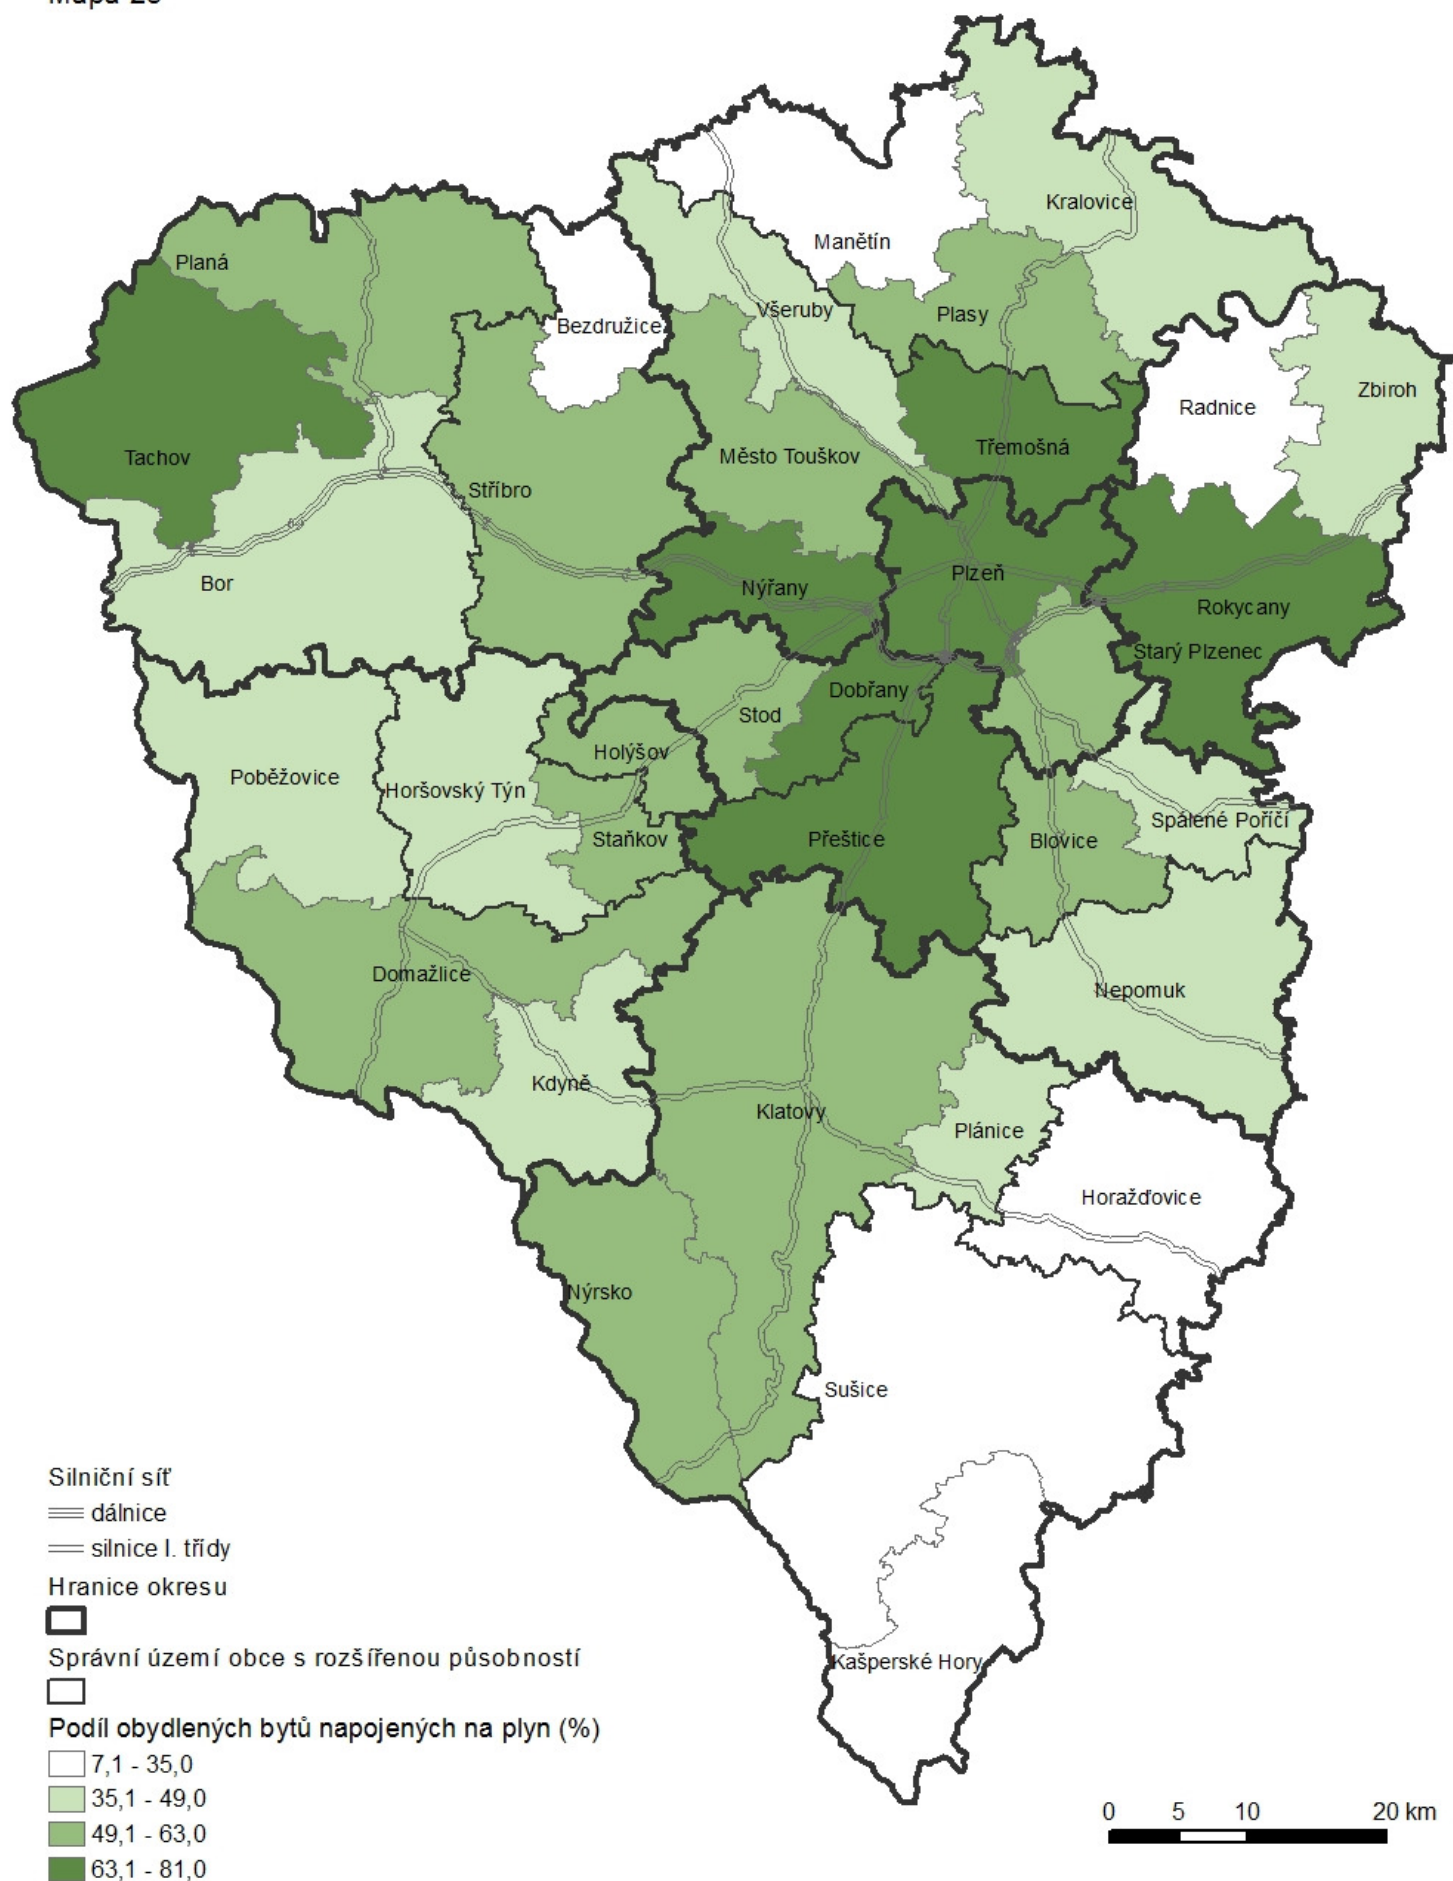 Kralovice
Manětín
Planá
Všeruby
Plasy
Bezdružice
Zbiroh
Radnice
Třemošná
Město Touškov
Tachov
Stříbro
Plzeň
Bor
Nýřany
Rokycany
Starý Plzenec
Dobřany
Stod
Holýšov
Poběžovice
Horšovský Týn
Spálené Poříčí
Staňkov
Přeštice
Blovice
Domažlice
Nepomuk
Kdyně
Klatovy
Plánice
Horažďovice
Nýrsko
Sušice
Kašperské Hory
Silniční síť
dálnice
silnice I. třídy
Hranice okresu
Správní území obce s rozšířenou působností
Podíl obydlených bytů napojených na plyn (%)
7,1 - 35,0
35,1 - 49,0
49,1 - 63,0
63,1 - 81,0
0 5 10 20 km